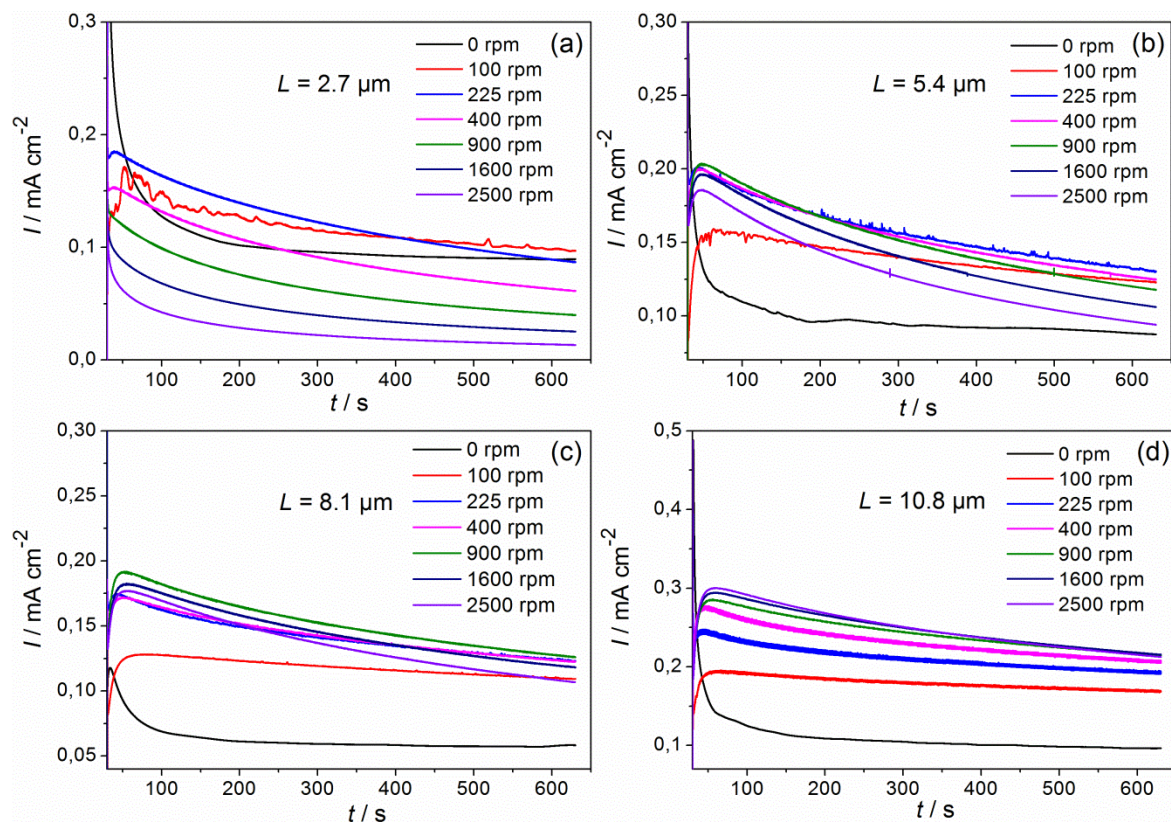 0,3
0,2
0,1
0,0
I / mA cm⁻²
L = 2.7 µm
0 rpm
100 rpm
225 rpm
400 rpm
900 rpm
1600 rpm
2500 rpm
(a)
100 200 300 400 500 600
t / s
0,30
0,25
0,20
0,15
0,10
I / mA cm⁻²
L = 5.4 µm
0 rpm
100 rpm
225 rpm
400 rpm
900 rpm
1600 rpm
2500 rpm
(b)
100 200 300 400 500 600
t / s
0,30
0,25
0,20
0,15
0,10
0,05
I / mA cm⁻²
L = 8.1 µm
0 rpm
100 rpm
225 rpm
400 rpm
900 rpm
1600 rpm
2500 rpm
(c)
100 200 300 400 500 600
t / s
0,5
0,4
0,3
0,2
0,1
I / mA cm⁻²
L = 10.8 µm
0 rpm
100 rpm
225 rpm
400 rpm
900 rpm
1600 rpm
2500 rpm
(d)
100 200 300 400 500 600
t / s